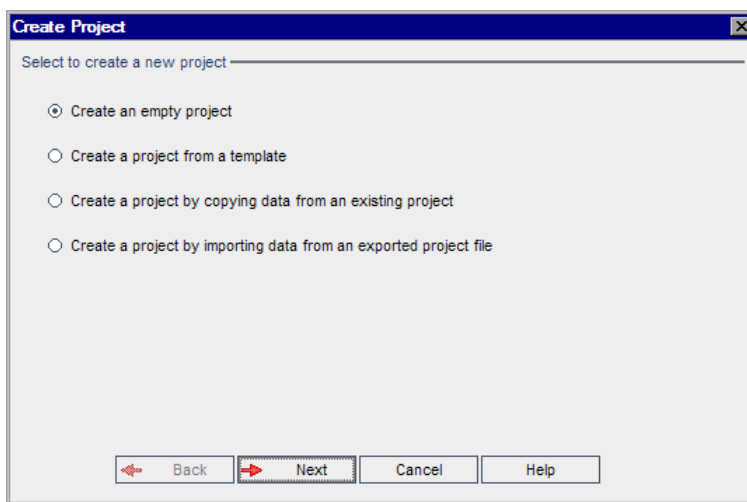 Create Project
Select to create a new project
Create an empty project
Create a project from a template
Create a project by copying data from an existing project
Create a project by importing data from an exported project file
Back Next Cancel Help